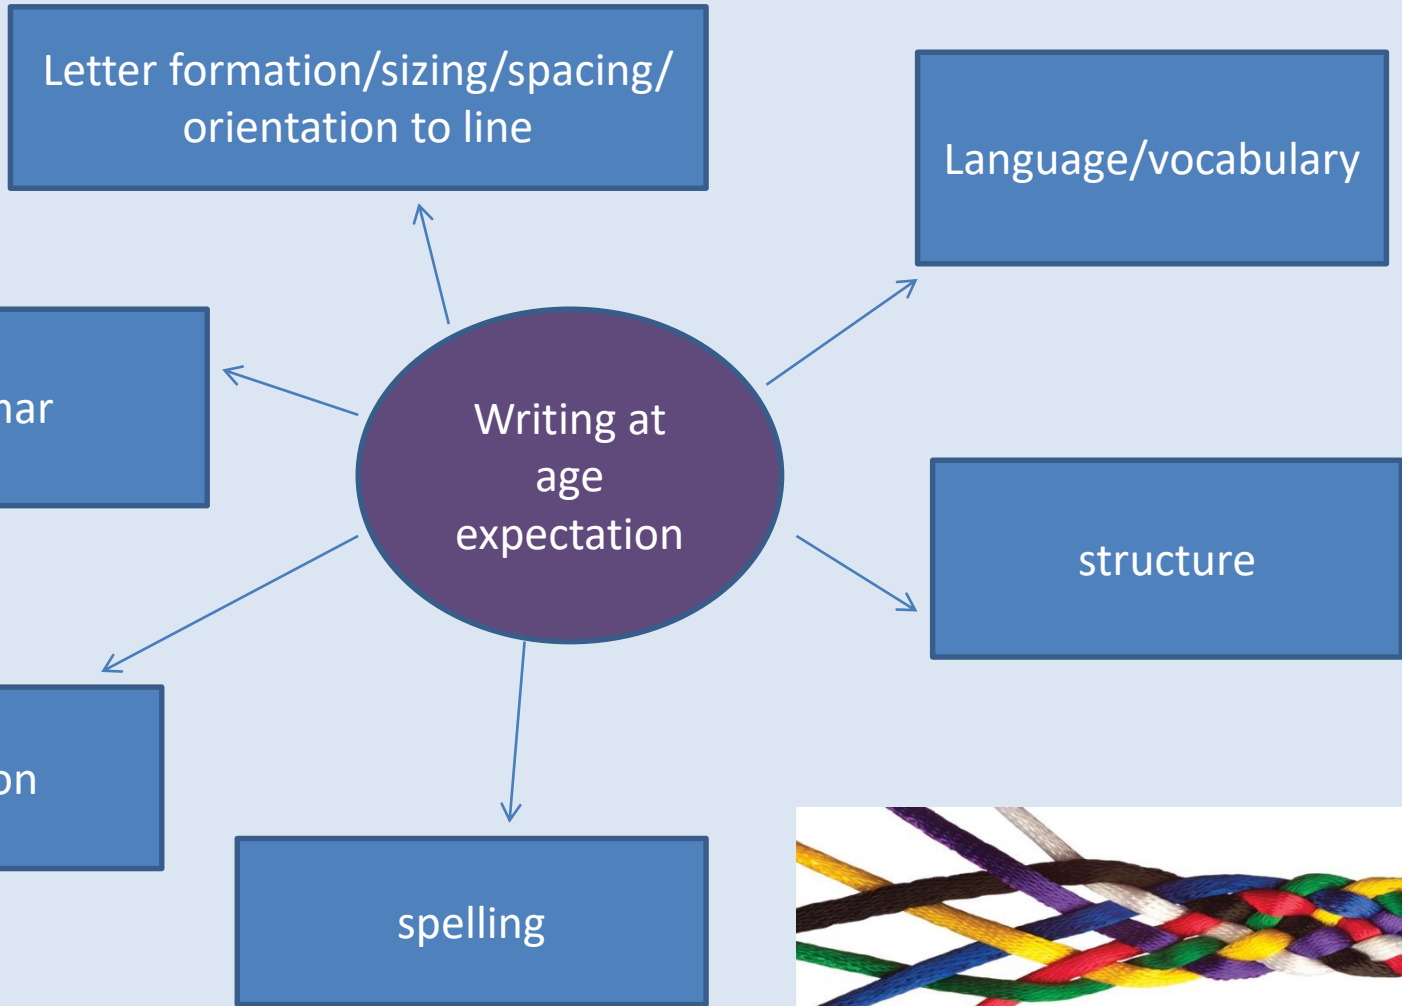 Letter formation/sizing/spacing/
orientation to line
Language/vocabulary
Writing at
age
expectation
structure
spelling